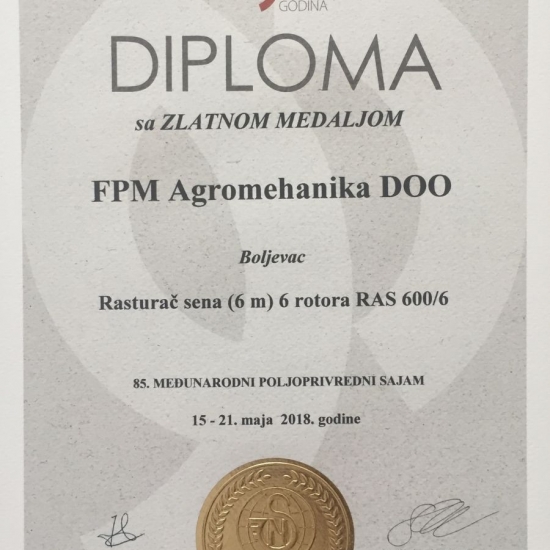 GODINA
DIPLOMA
sa ZLATNOM MEDALJOM
FPM Agromehanika DOO
Boljevac
Rasturač sena (6 m) 6 rotora RAS 600/6
85. MEĐUNARODNI POLJOPRIVREDNI SAJAM
15 - 21. maja 2018. godine